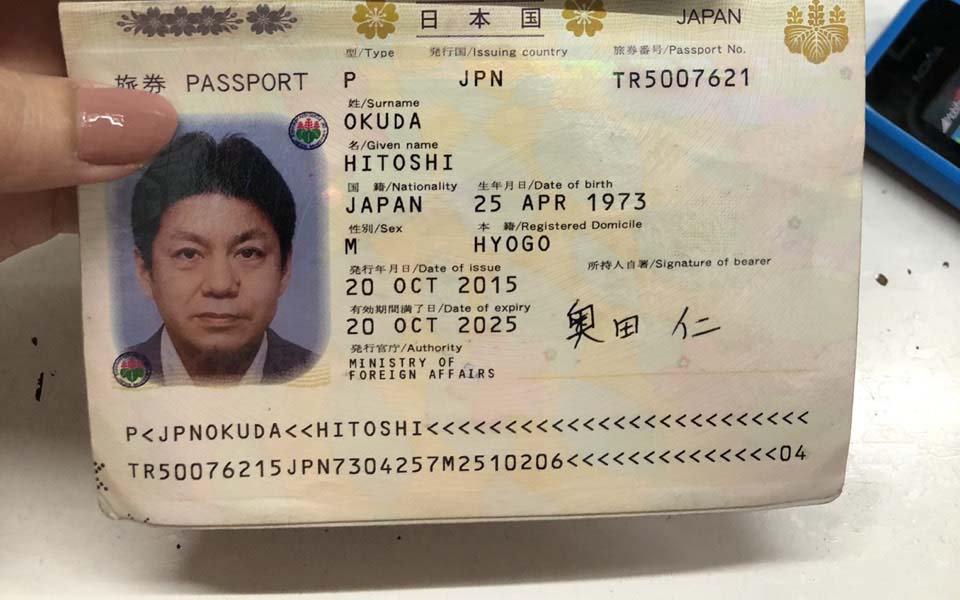 日本国 JAPAN
型/Type 発行国/Issuing country 旅券番号/Passport No.
旅券 PASSPORT P JPN TR5007621
姓/Surname
OKUDA
名/Given name
HITOSHI
国 籍/Nationality 生年月日/Date of birth
JAPAN 25 APR 1973
性別/Sex 本 籍/Registered Domicile
M HYOGO
発行年月日/Date of issue 所持人自署/Signature of bearer
20 OCT 2015
有効期間満了日/Date of expiry
20 OCT 2025 奥田 仁
発行官庁/Authority
MINISTRY OF
FOREIGN AFFAIRS
P<JPNOKUDA<<HITOSHI<<<<<<<<<<<<<<<<<<<<<<<<<
TR50076215JPN7304257M2510206<<<<<<<<<<<<<<04
NOKIA